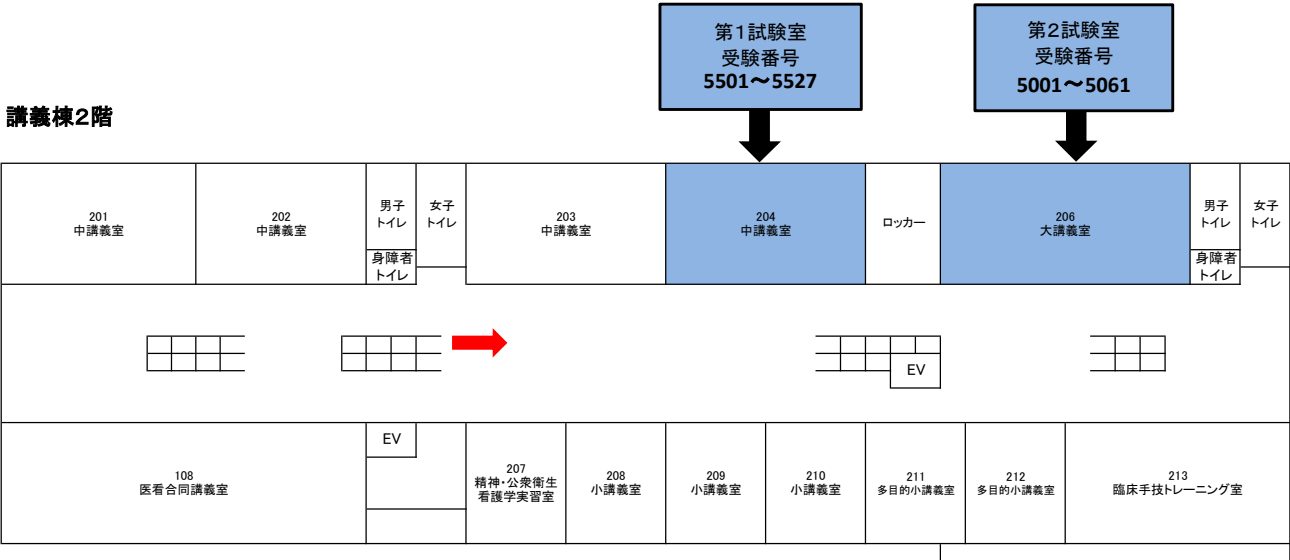 第1試験室
受験番号
5501～5527
第2試験室
受験番号
5001～5061
講義棟2階
201
中講義室
202
中講義室
男子
トイレ
身障者
トイレ
女子
トイレ
203
中講義室
204
中講義室
ロッカー
206
大講義室
男子
トイレ
身障者
トイレ
女子
トイレ
EV
108
医看合同講義室
EV
207
精神・公衆衛生
看護学実習室
208
小講義室
209
小講義室
210
小講義室
211
多目的小講義室
212
多目的小講義室
213
臨床手技トレーニング室